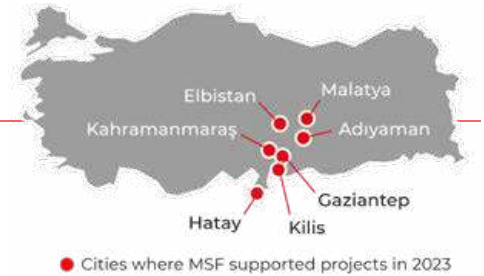 Elbistan
Malatya
Kahramanmaraş
Adıyaman
Gaziantep
Hatay
Kilis
Cities where MSF supported projects in 2023